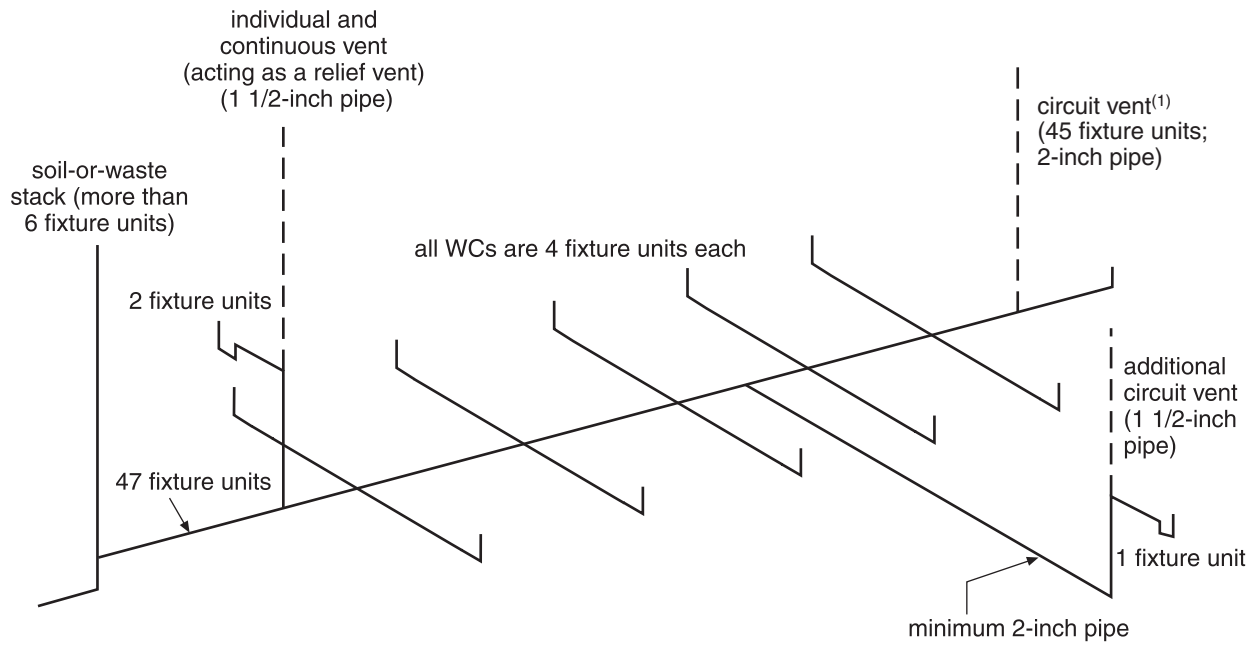 individual and
continuous vent
(acting as a relief vent)
(1 1/2-inch pipe)
circuit vent(1)
(45 fixture units;
2-inch pipe)
soil-or-waste
stack (more than
6 fixture units)
all WCs are 4 fixture units each
2 fixture units
additional
circuit vent
(1 1/2-inch
pipe)
47 fixture units
1 fixture unit
minimum 2-inch pipe